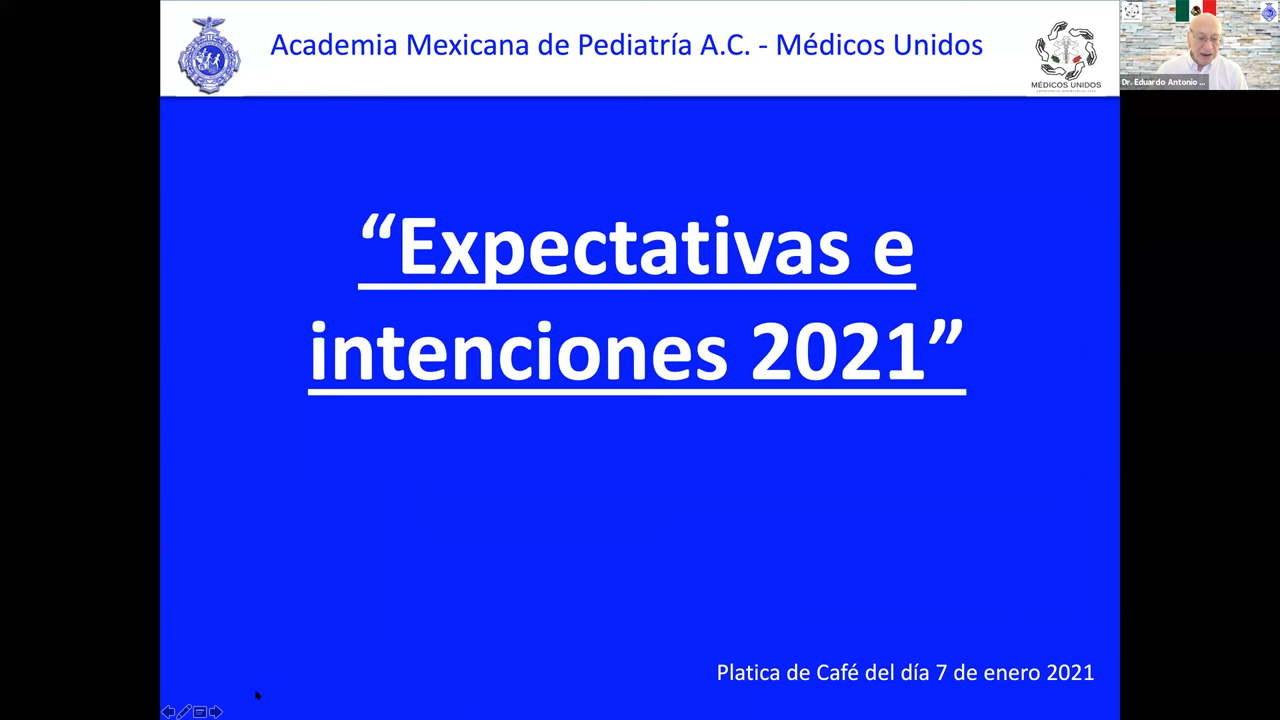 Academia Mexicana de Pediatría A.C. - Médicos Unidos
MÉDICOS UNIDOS
Dr. Eduardo Antonio ...
“Expectativas e
intenciones 2021”
Platica de Café del día 7 de enero 2021